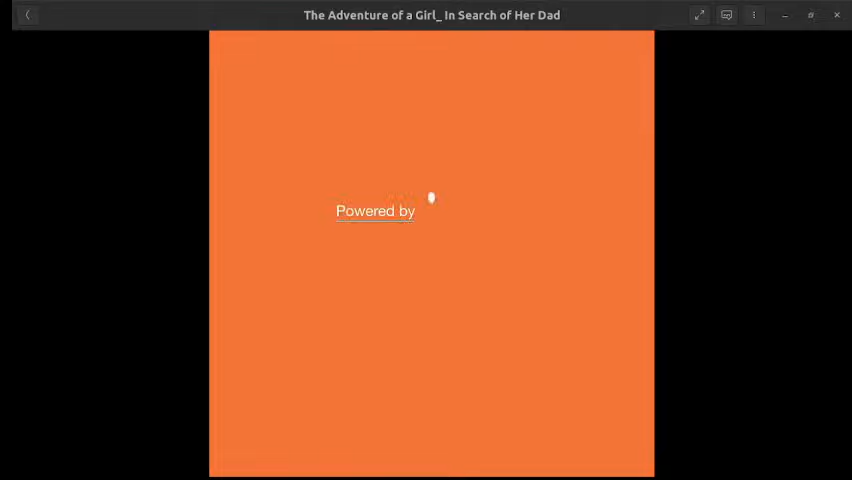 The Adventure of a Girl_ In Search of Her Dad
Powered by